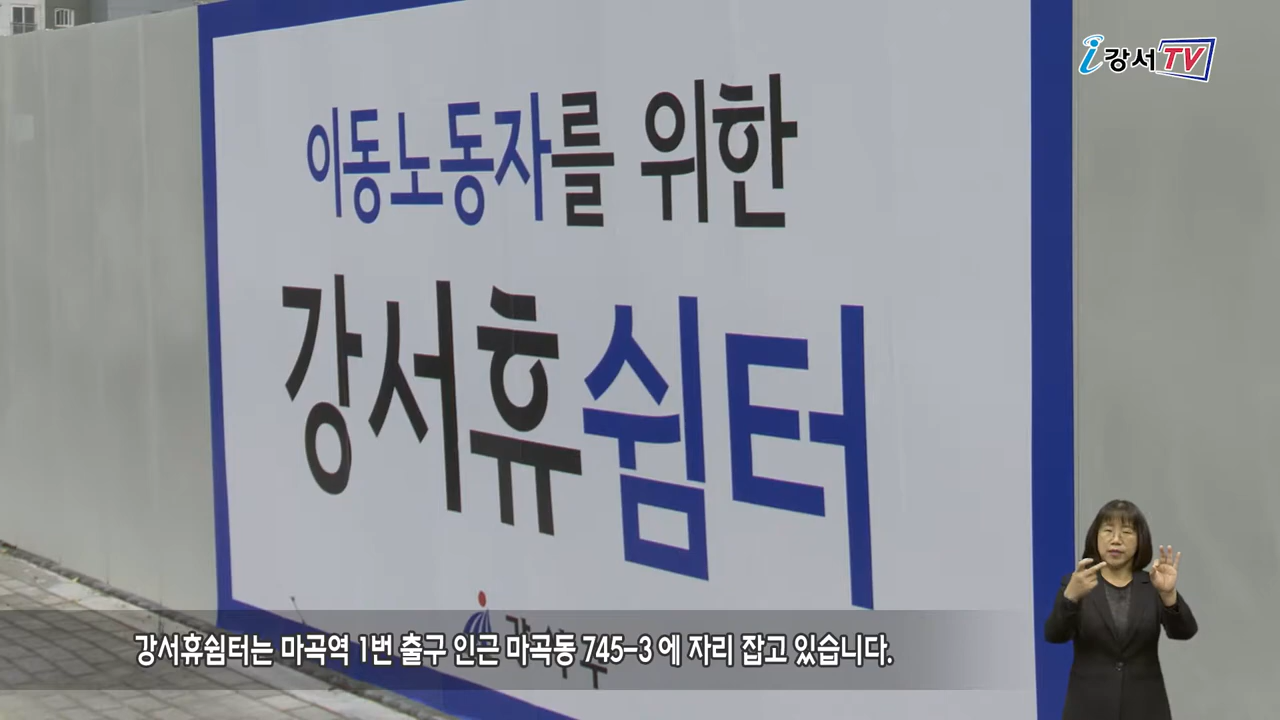 i강서TV
이동노동자를 위한
강서휴쉼터
강서휴쉼터는 마곡역 1번 출구 인근 마곡동 745-3 에 자리 잡고 있습니다.